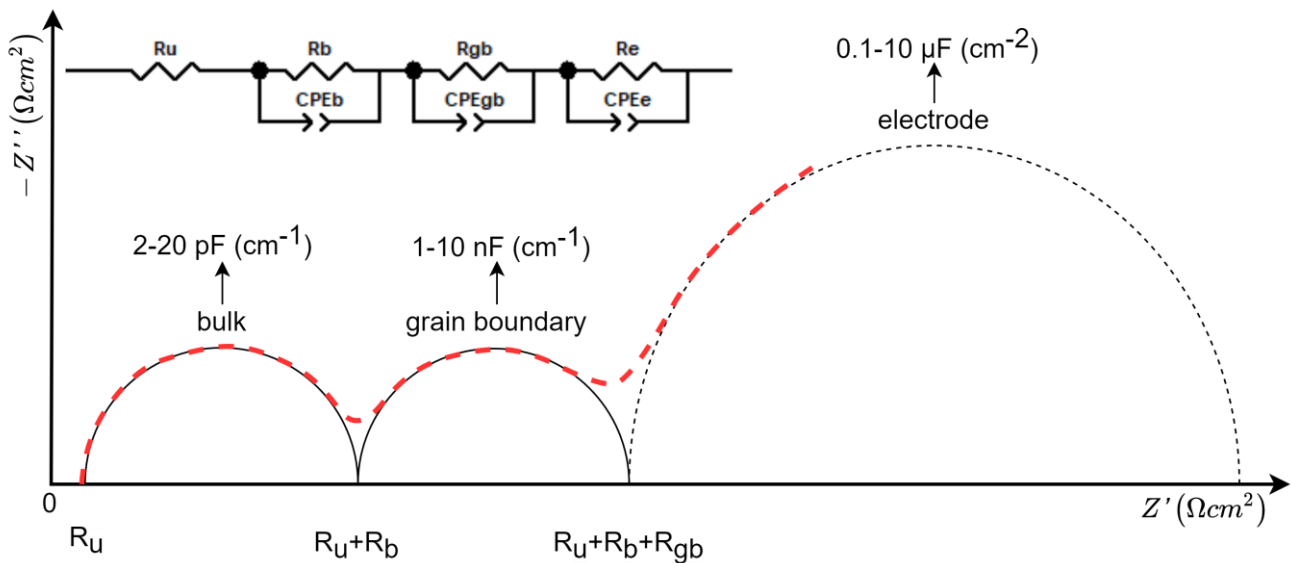 Ru Rb Rgb Re
CPEb CPEgb CPEe
0.1-10 µF (cm-2)
electrode
-Z'' (Ωcm2)
2-20 pF (cm-1)
1-10 nF (cm-1)
bulk
grain boundary
0
Z' (Ωcm2)
Ru
Ru+Rb
Ru+Rb+Rgb